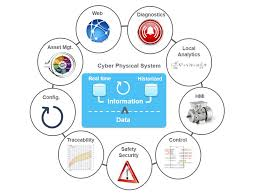 Web
Diagnostics
Asset Mgt.
Local
Analytics
Cyber Physical System
Real time
Historized
Information
Data
Config.
HMI
Traceability
Safety
Security
Control